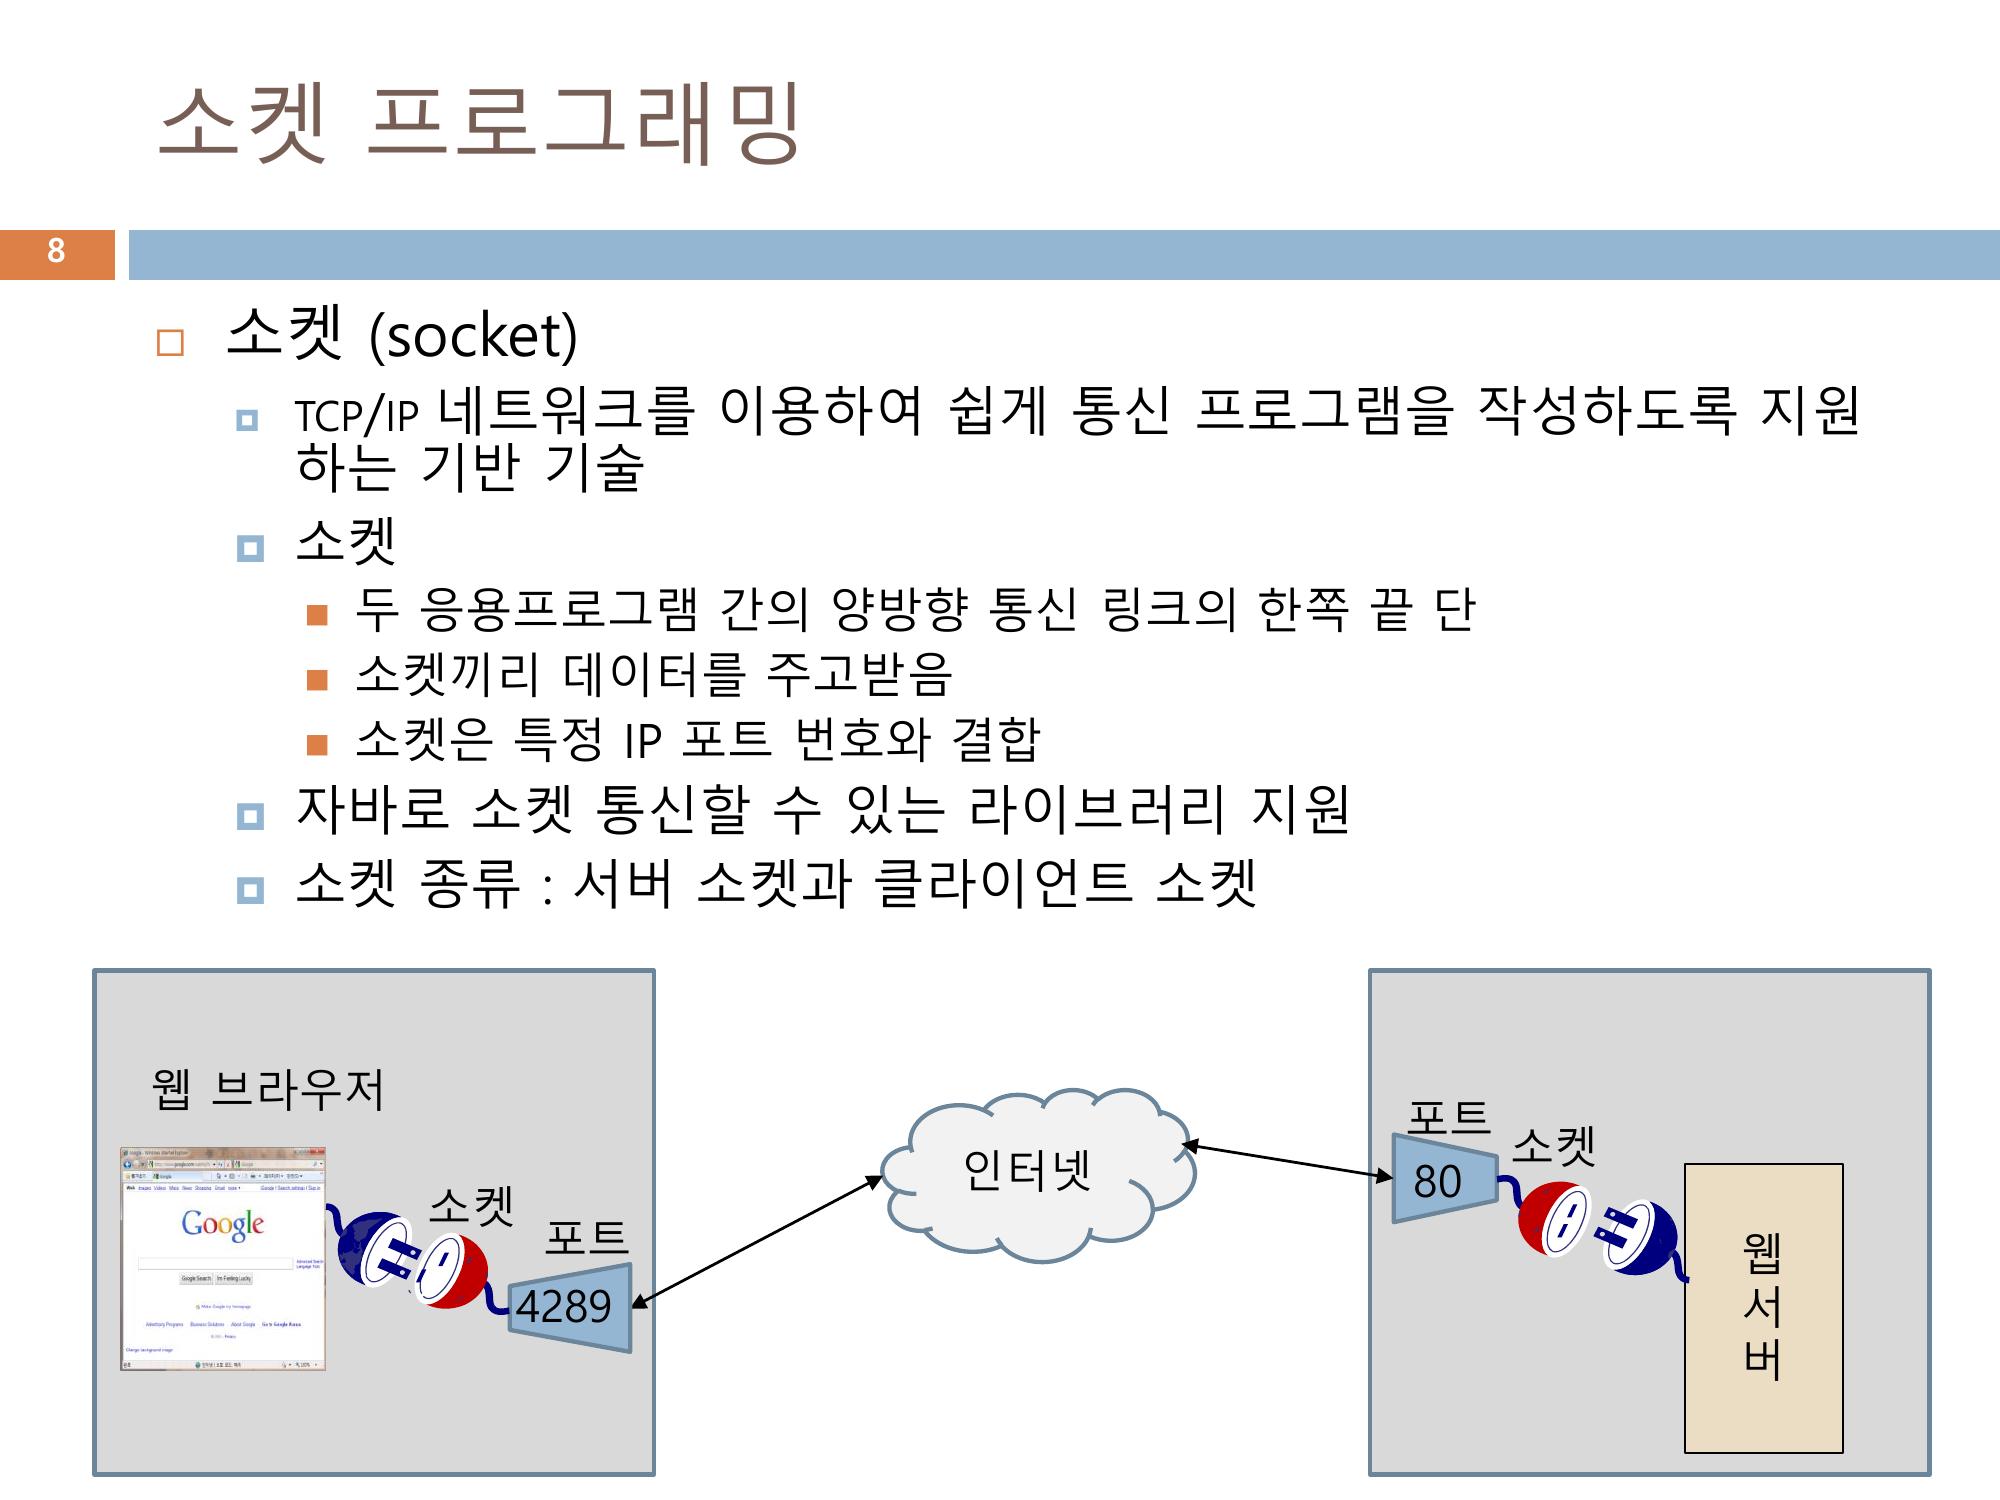 소켓 프로그래밍
8
소켓 (socket)
TCP/IP 네트워크를 이용하여 쉽게 통신 프로그램을 작성하도록 지원
하는 기반 기술
소켓
두 응용프로그램 간의 양방향 통신 링크의 한쪽 끝 단
소켓끼리 데이터를 주고받음
소켓은 특정 IP 포트 번호와 결합
자바로 소켓 통신할 수 있는 라이브러리 지원
소켓 종류 : 서버 소켓과 클라이언트 소켓
웹 브라우저
Google
Google Search
I'm Feeling Lucky
소켓
포트
4289
인터넷
포트
80
소켓
웹
서
버